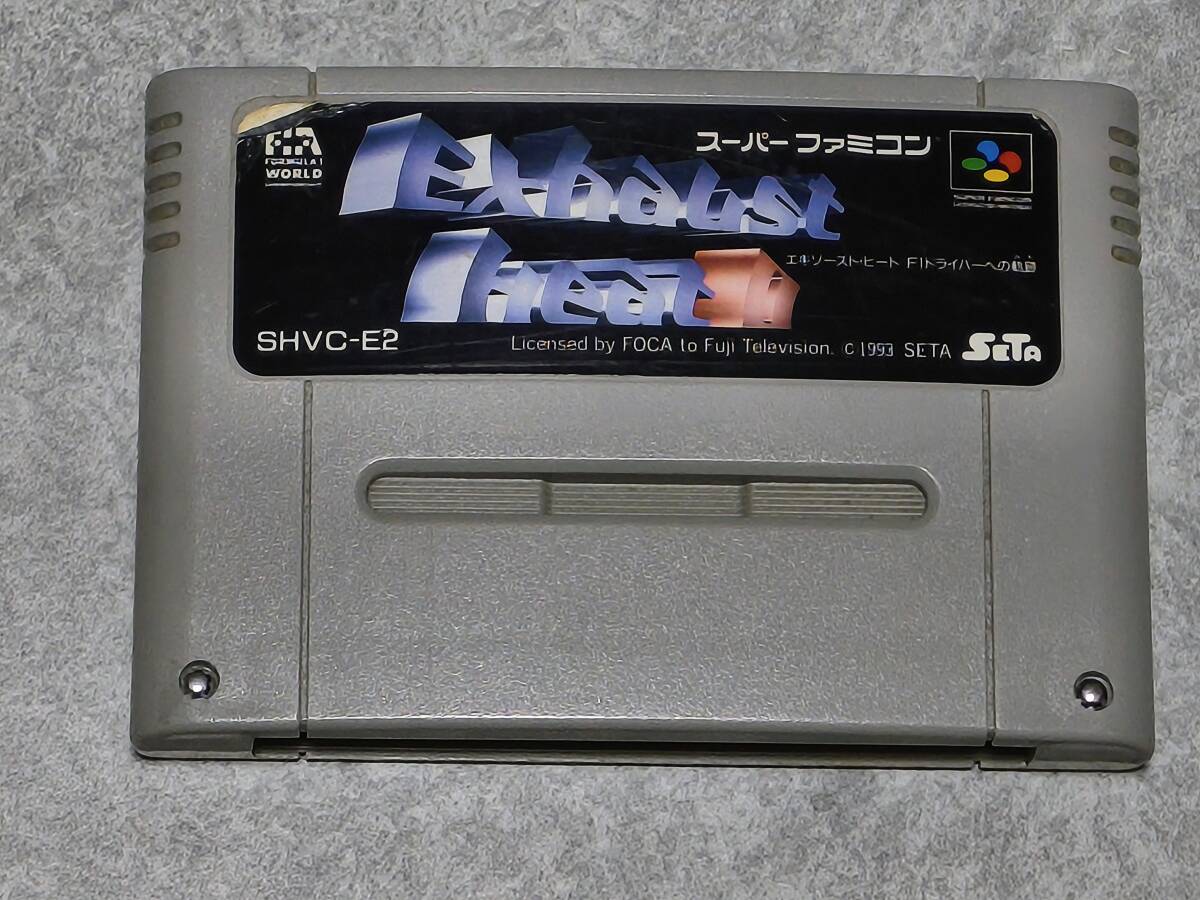 FIA
WORLD
スーパーファミコン
Exhaust
Heat II
エキゾースト・ヒート F1ドライバーへの
SHVC-E2
Licensed by FOCA to Fuji Television. © 1993 SETA
SETA